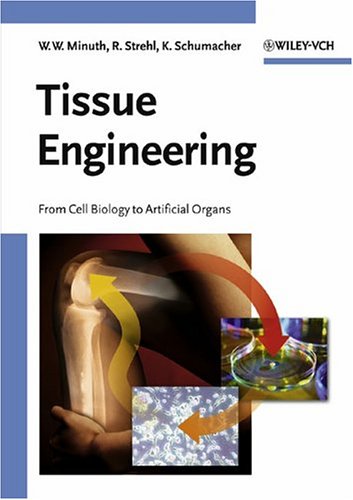 W. W. Minuth, R. Strehl, K. Schumacher
WILEY-VCH
Tissue
Engineering
From Cell Biology to Artificial Organs